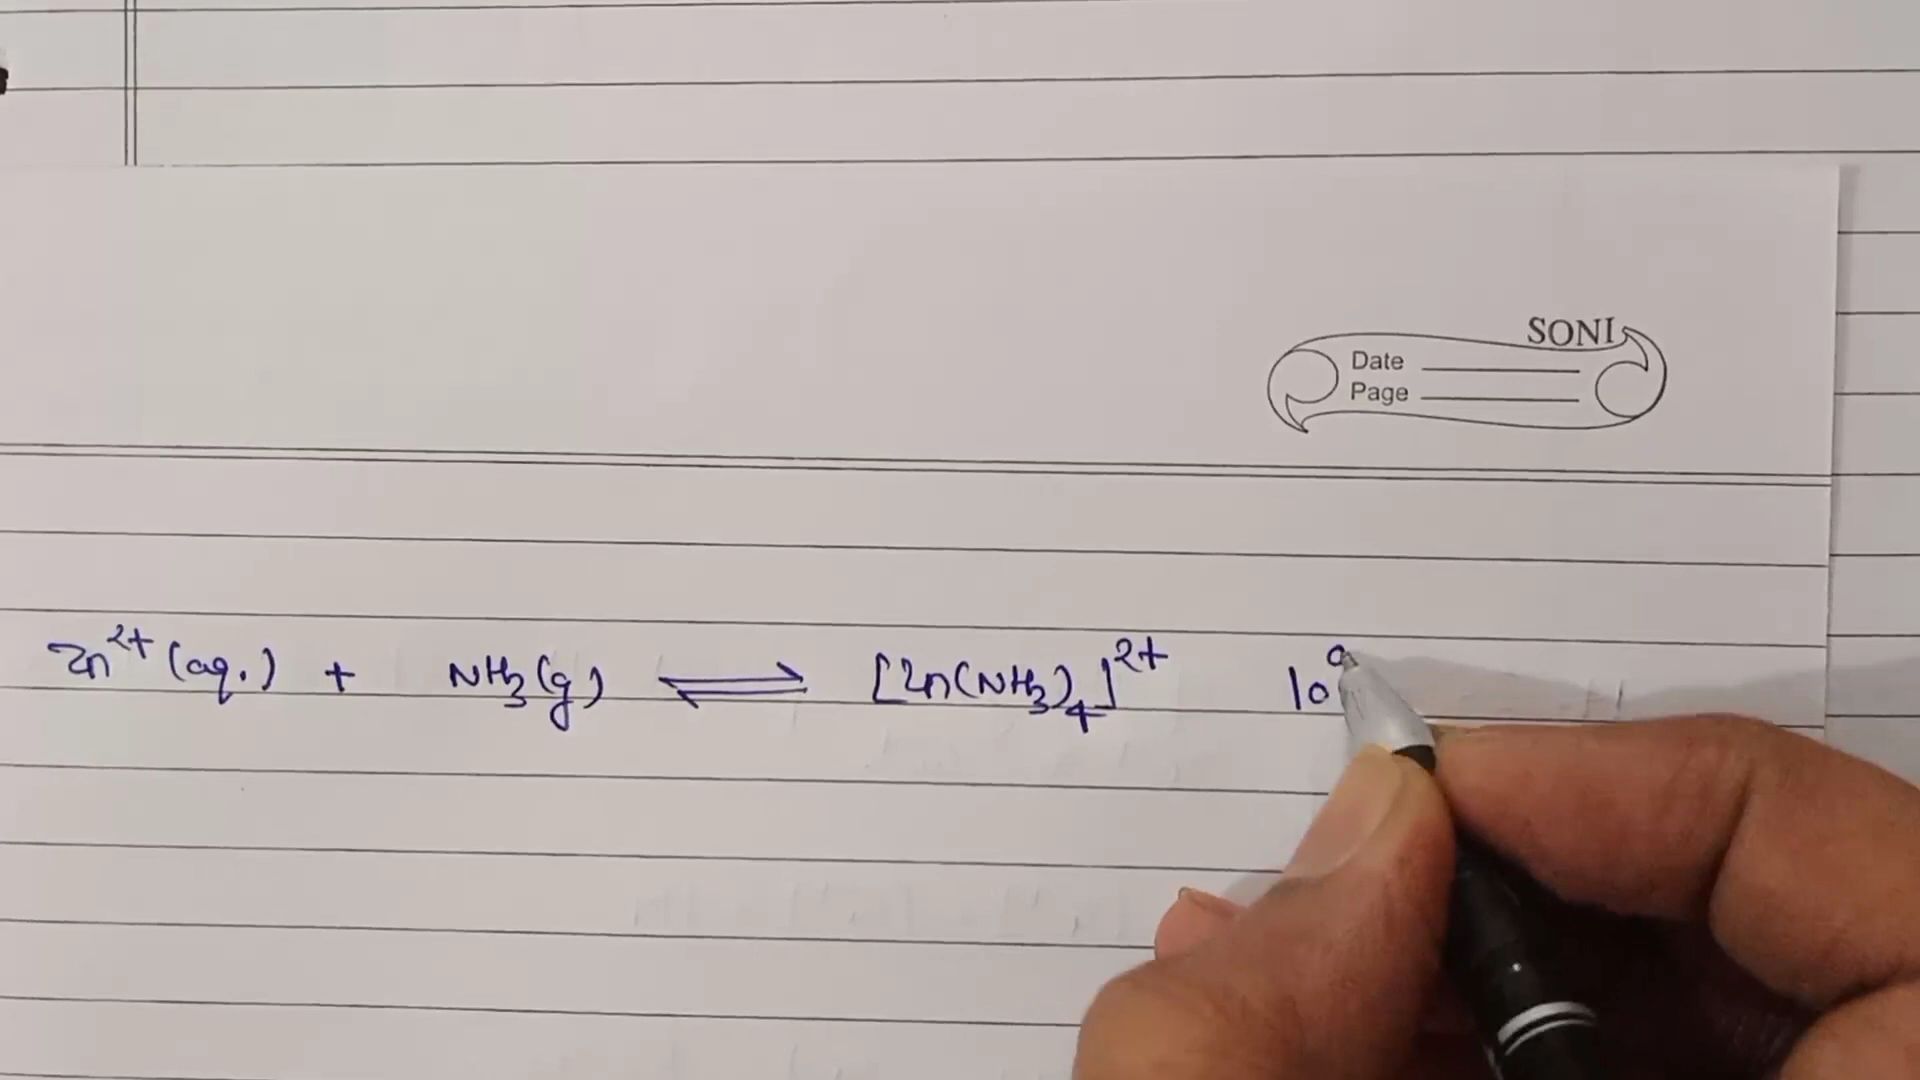 SONI
Date
Page
Zn²⁺ (aq.) + NH₃(g) ⇌ [Zn(NH₃)₄]²⁺ 10